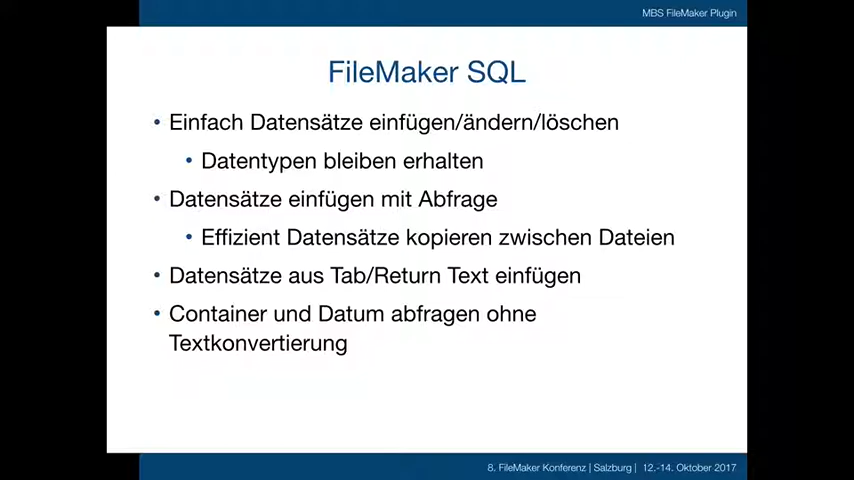 MBS FileMaker Plugin
FileMaker SQL
• Einfach Datensätze einfügen/ändern/löschen
• Datentypen bleiben erhalten
• Datensätze einfügen mit Abfrage
• Effizient Datensätze kopieren zwischen Dateien
• Datensätze aus Tab/Return Text einfügen
• Container und Datum abfragen ohne
Textkonvertierung
8. FileMaker Konferenz | Salzburg | 12.-14. Oktober 2017